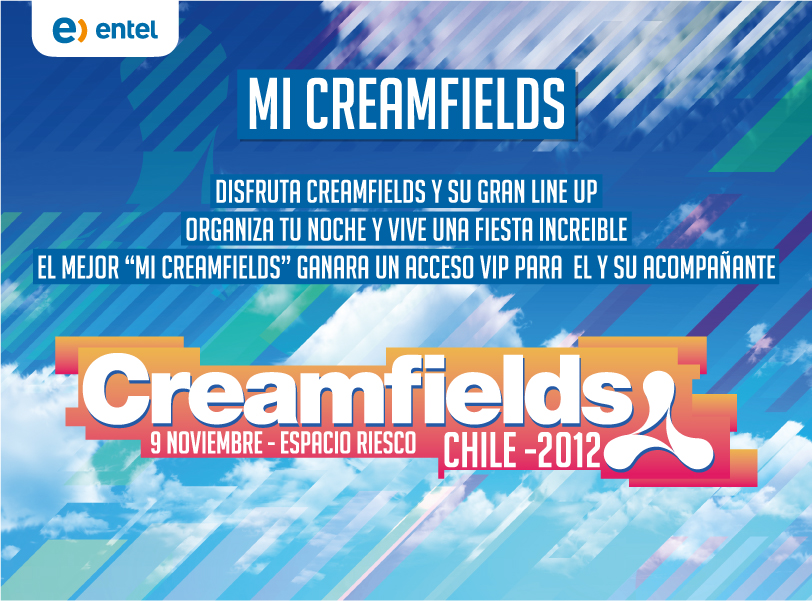 entel
MI CREAMFIELDS
DISFRUTA CREAMFIELDS Y SU GRAN LINE UP
ORGANIZA TU NOCHE Y VIVE UNA FIESTA INCREIBLE
EL MEJOR “MI CREAMFIELDS” GANARA UN ACCESO VIP PARA EL Y SU ACOMPAÑANTE
Creamfields
9 NOVIEMBRE - ESPACIO RIESCO
CHILE -2012